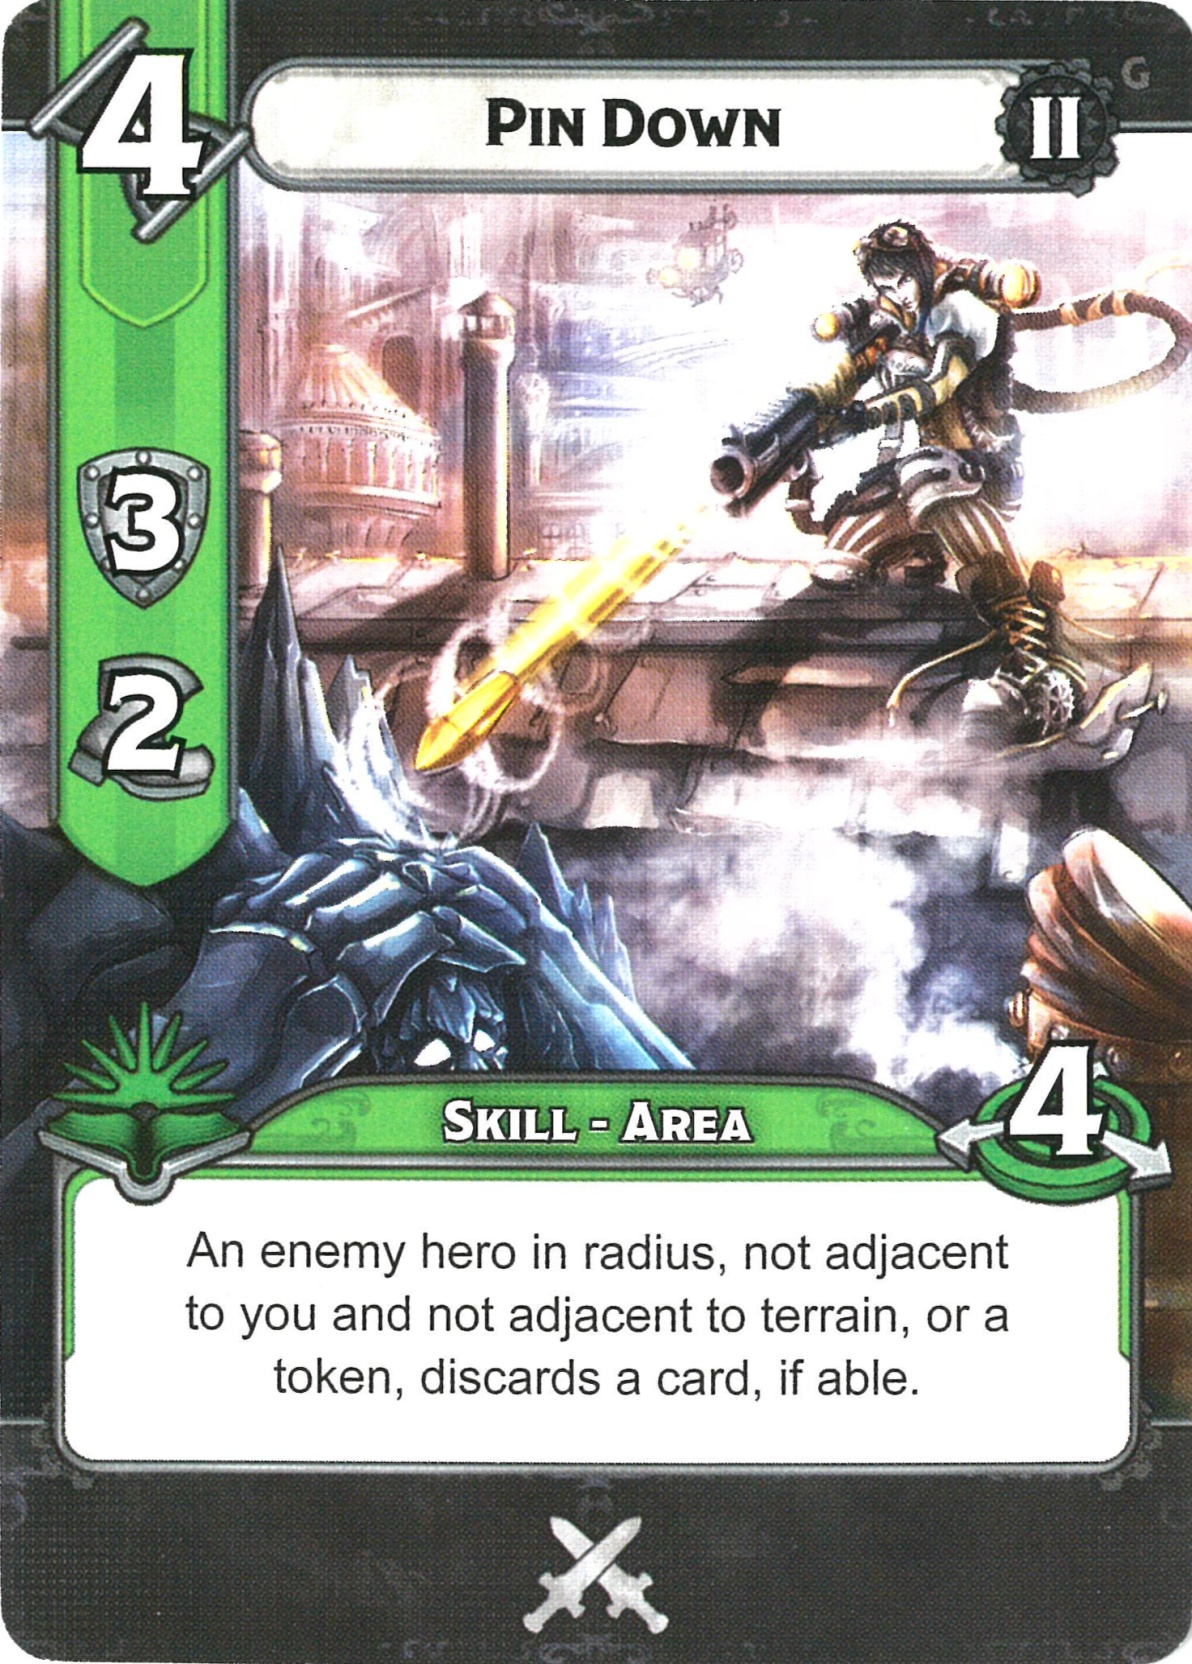 4
PIN DOWN
II
G
3
2
SKILL - AREA
4
An enemy hero in radius, not adjacent
to you and not adjacent to terrain, or a
token, discards a card, if able.